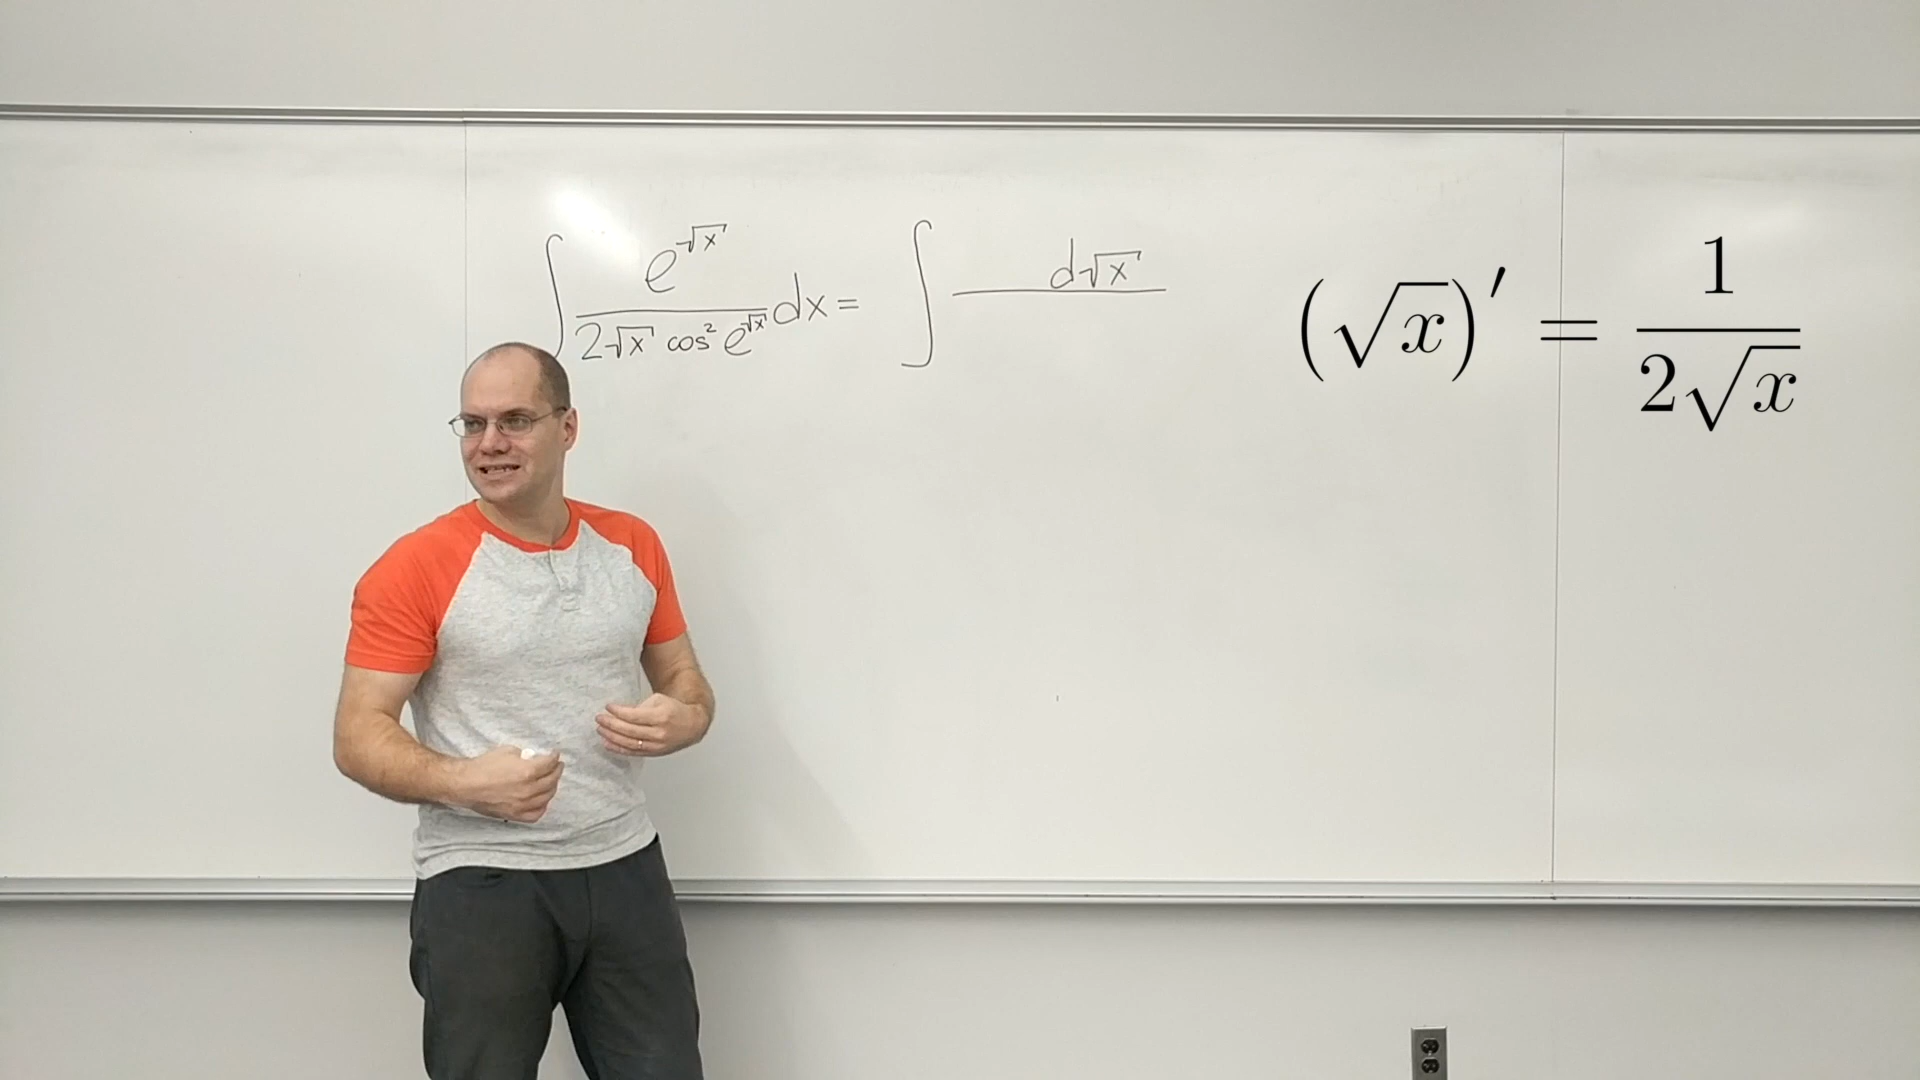 ∫ e^√x / (2√x cos² e^√x) dx = ∫ d√x / 
(√x)′ = 1 / (2√x)